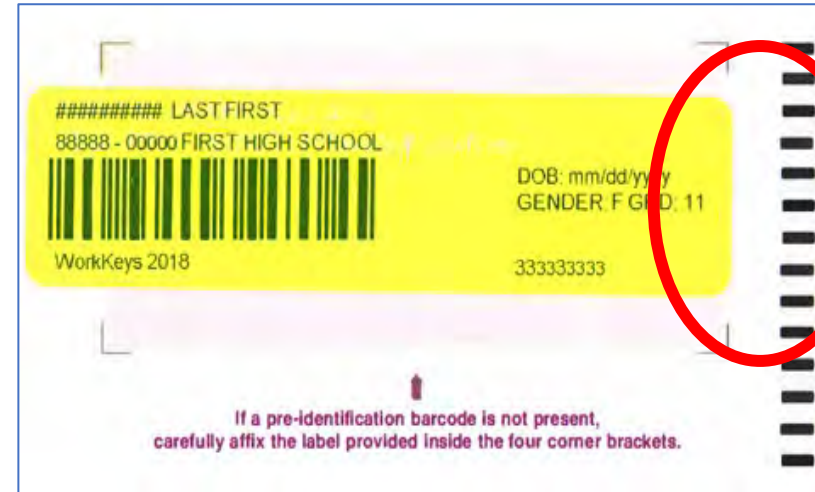 ########## LAST FIRST
88888 - 00000 FIRST HIGH SCHOOL
DOB: mm/dd/yyyy
GENDER: F GRD: 11
WorkKeys 2018
333333333
If a pre-identification barcode is not present,
carefully affix the label provided inside the four corner brackets.